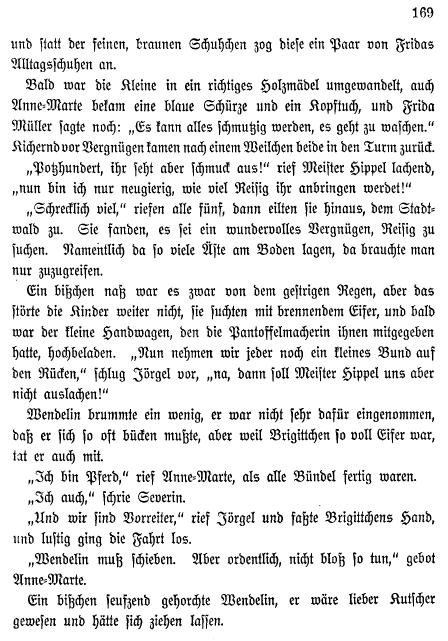 169
und statt der feinen, braunen Schuhchen zog diese ein Paar von Fridas
Alltagsschuhen an.
Bald war die Kleine in ein richtiges Holzmädel umgewandelt, auch
Anne-Marte bekam eine blaue Schürze und ein Kopftuch, und Frida
Müller sagte noch: „Es kann alles schmutzig werden, es geht zu waschen.“
Kichernd vor Vergnügen kamen nach einem Weilchen beide in den Turm zurück.
„Potzhundert, ihr seht aber schmuck aus!“ rief Meister Hippel lachend,
„nun bin ich nur neugierig, wie viel Reisig ihr anbringen werdet!“
„Schrecklich viel,“ riefen alle fünf, dann eilten sie hinaus, dem Stadt-
wald zu. Sie fanden, es sei ein wundervolles Vergnügen, Reisig zu
suchen. Namentlich da so viele Äste am Boden lagen, da brauchte man
nur zuzugreifen.
Ein bißchen naß war es zwar von dem gestrigen Regen, aber das
störte die Kinder weiter nicht, sie suchten mit brennendem Eifer, und bald
war der kleine Handwagen, den die Pantoffelmacherin ihnen mitgegeben
hatte, hochbeladen. „Nun nehmen wir jeder noch ein kleines Bund auf
den Rücken,“ schlug Jörgel vor, „na, dann soll Meister Hippel uns aber
nicht auslachen!“
Wendelin brummte ein wenig, er war nicht sehr dafür eingenommen,
daß er sich so oft bücken mußte, aber weil Brigittchen so voll Eifer war,
tat er auch mit.
„Ich bin Pferd,“ rief Anne-Marte, als alle Bündel fertig waren.
„Ich auch,“ schrie Severin.
„Und wir sind Vorreiter,“ rief Jörgel und faßte Brigittchens Hand,
und lustig ging die Fahrt los.
„Wendelin muß schieben. Aber ordentlich, nicht bloß so tun,“ gebot
Anne-Marte.
Ein bißchen seufzend gehorchte Wendelin, er wäre lieber Kutscher
gewesen und hätte sich ziehen lassen.